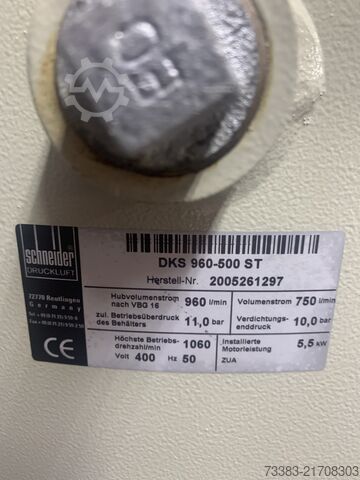 schneider
DRUCKLUFT
72770 Reutlingen
Germany
DKS 960-500 ST
Herstell-Nr. 2005261297
Hubvolumenstrom nach VBG 16 960 l/min
Volumenstrom 750 l/min
zul. Betriebsüberdruck des Behälters 11,0 bar
Verdichtungs-enddruck 10,0 bar
Höchste Betriebs-drehzahl/min 1060
Installierte Motorleistung 5,5 kW
Volt 400 Hz 50
ZUA
CE
73383-21708303